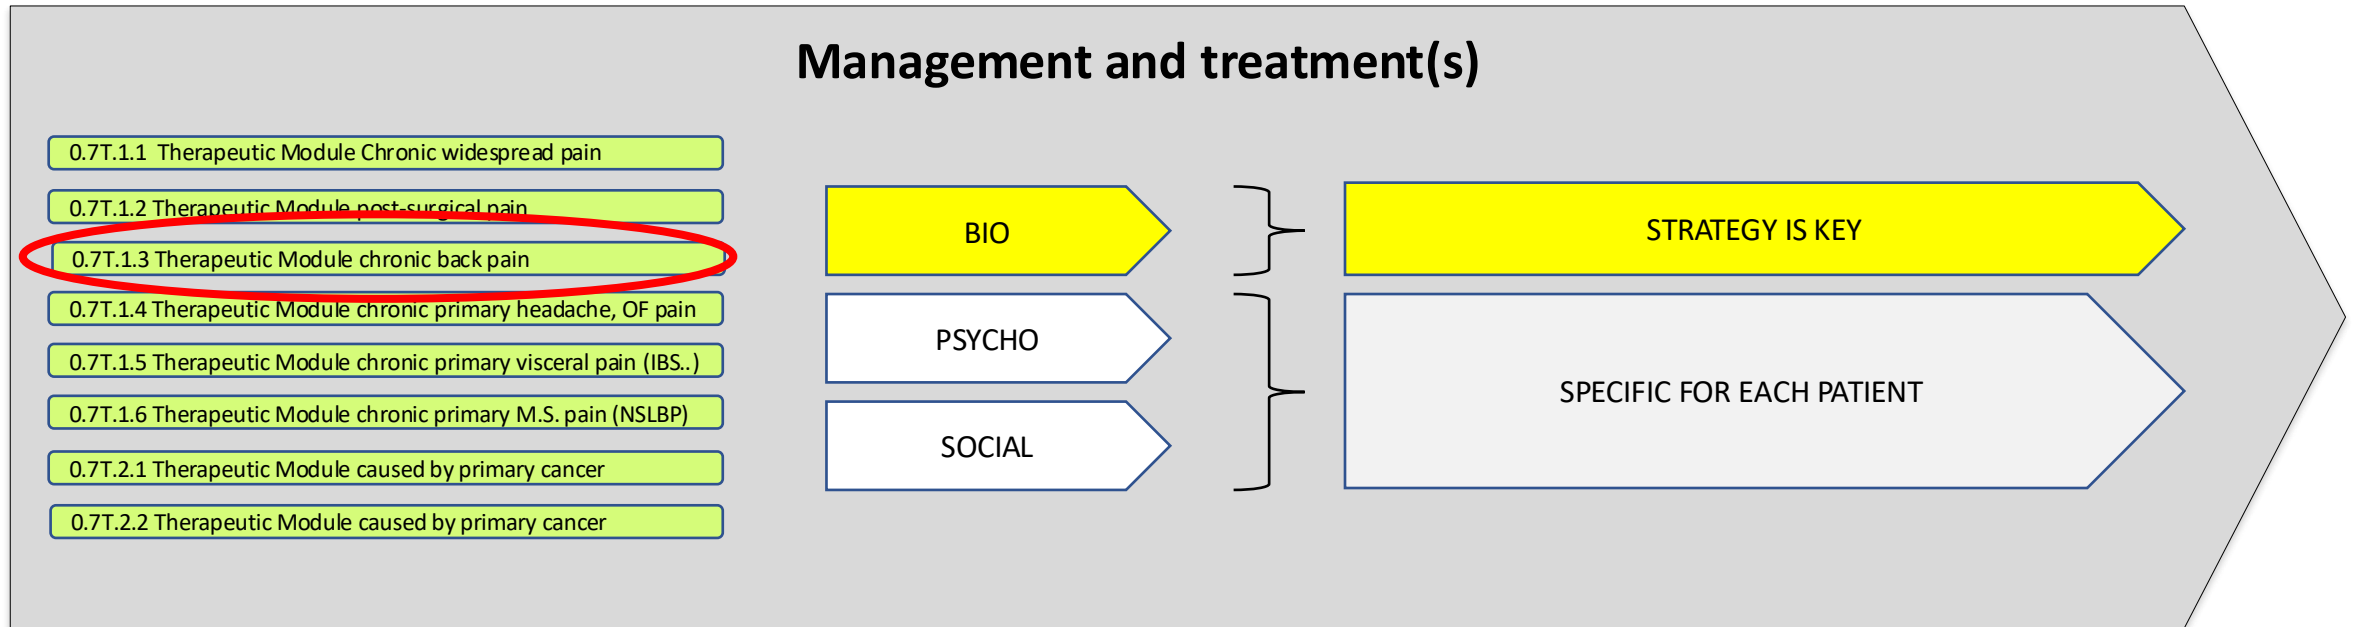 Management and treatment(s)
0.7T.1.1 Therapeutic Module Chronic widespread pain
0.7T.1.2 Therapeutic Module post-surgical pain
0.7T.1.3 Therapeutic Module chronic back pain
0.7T.1.4 Therapeutic Module chronic primary headache, OF pain
0.7T.1.5 Therapeutic Module chronic primary visceral pain (IBS..)
0.7T.1.6 Therapeutic Module chronic primary M.S. pain (NSLBP)
0.7T.2.1 Therapeutic Module caused by primary cancer
0.7T.2.2 Therapeutic Module caused by primary cancer
BIO
PSYCHO
SOCIAL
STRATEGY IS KEY
SPECIFIC FOR EACH PATIENT